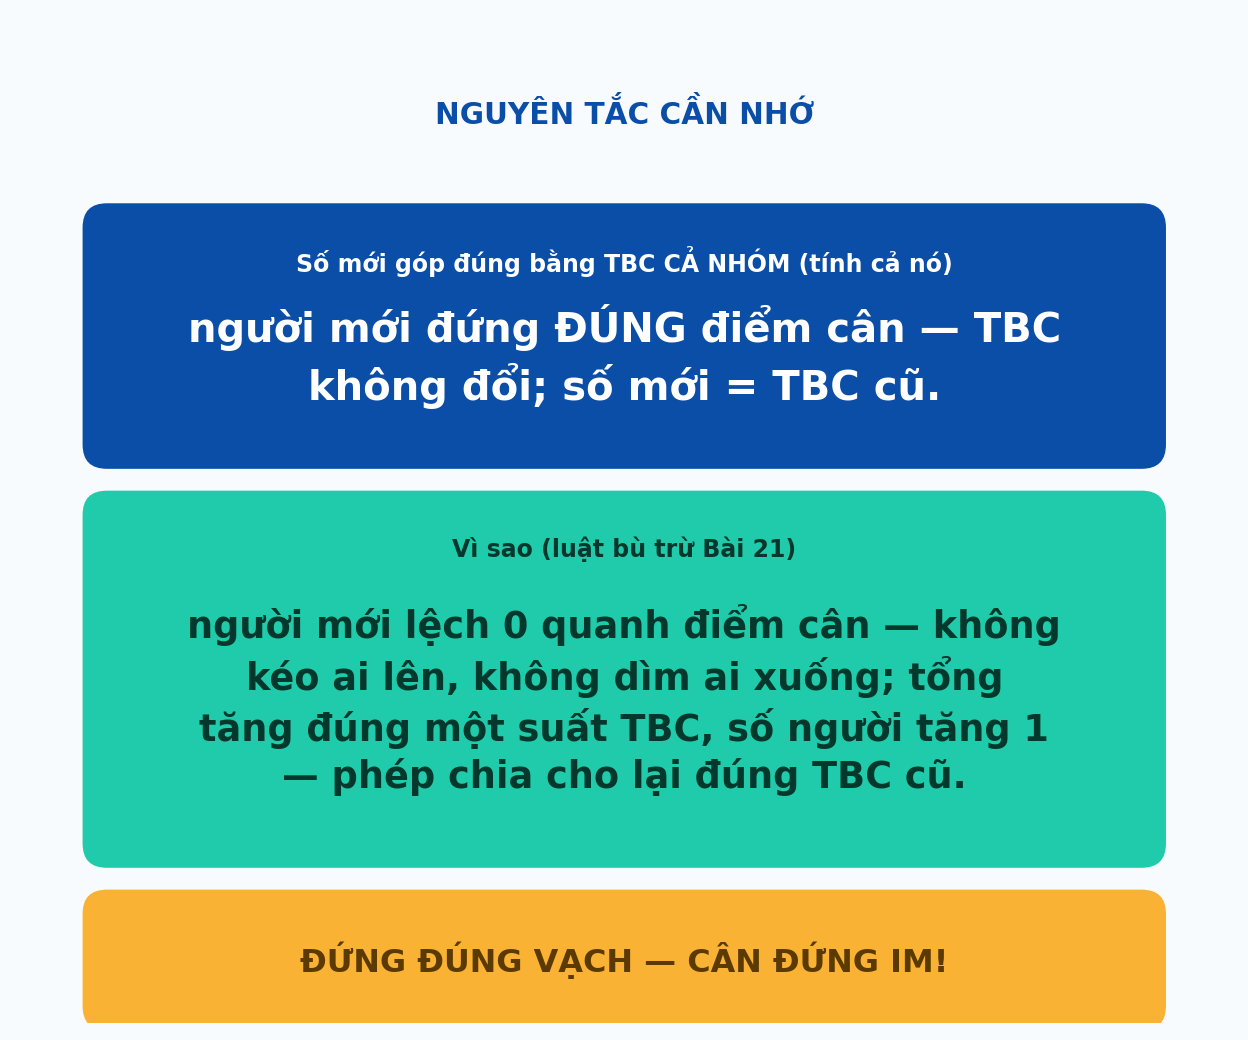 NGUYÊN TẮC CẦN NHỚ
Số mới góp đúng bằng TBC CẢ NHÓM (tính cả nó)
người mới đứng ĐÚNG điểm cân — TBC
không đổi; số mới = TBC cũ.
Vì sao (luật bù trừ Bài 21)
người mới lệch 0 quanh điểm cân — không
kéo ai lên, không dìm ai xuống; tổng
tăng đúng một suất TBC, số người tăng 1
— phép chia cho lại đúng TBC cũ.
ĐỨNG ĐÚNG VẠCH — CÂN ĐỨNG IM!